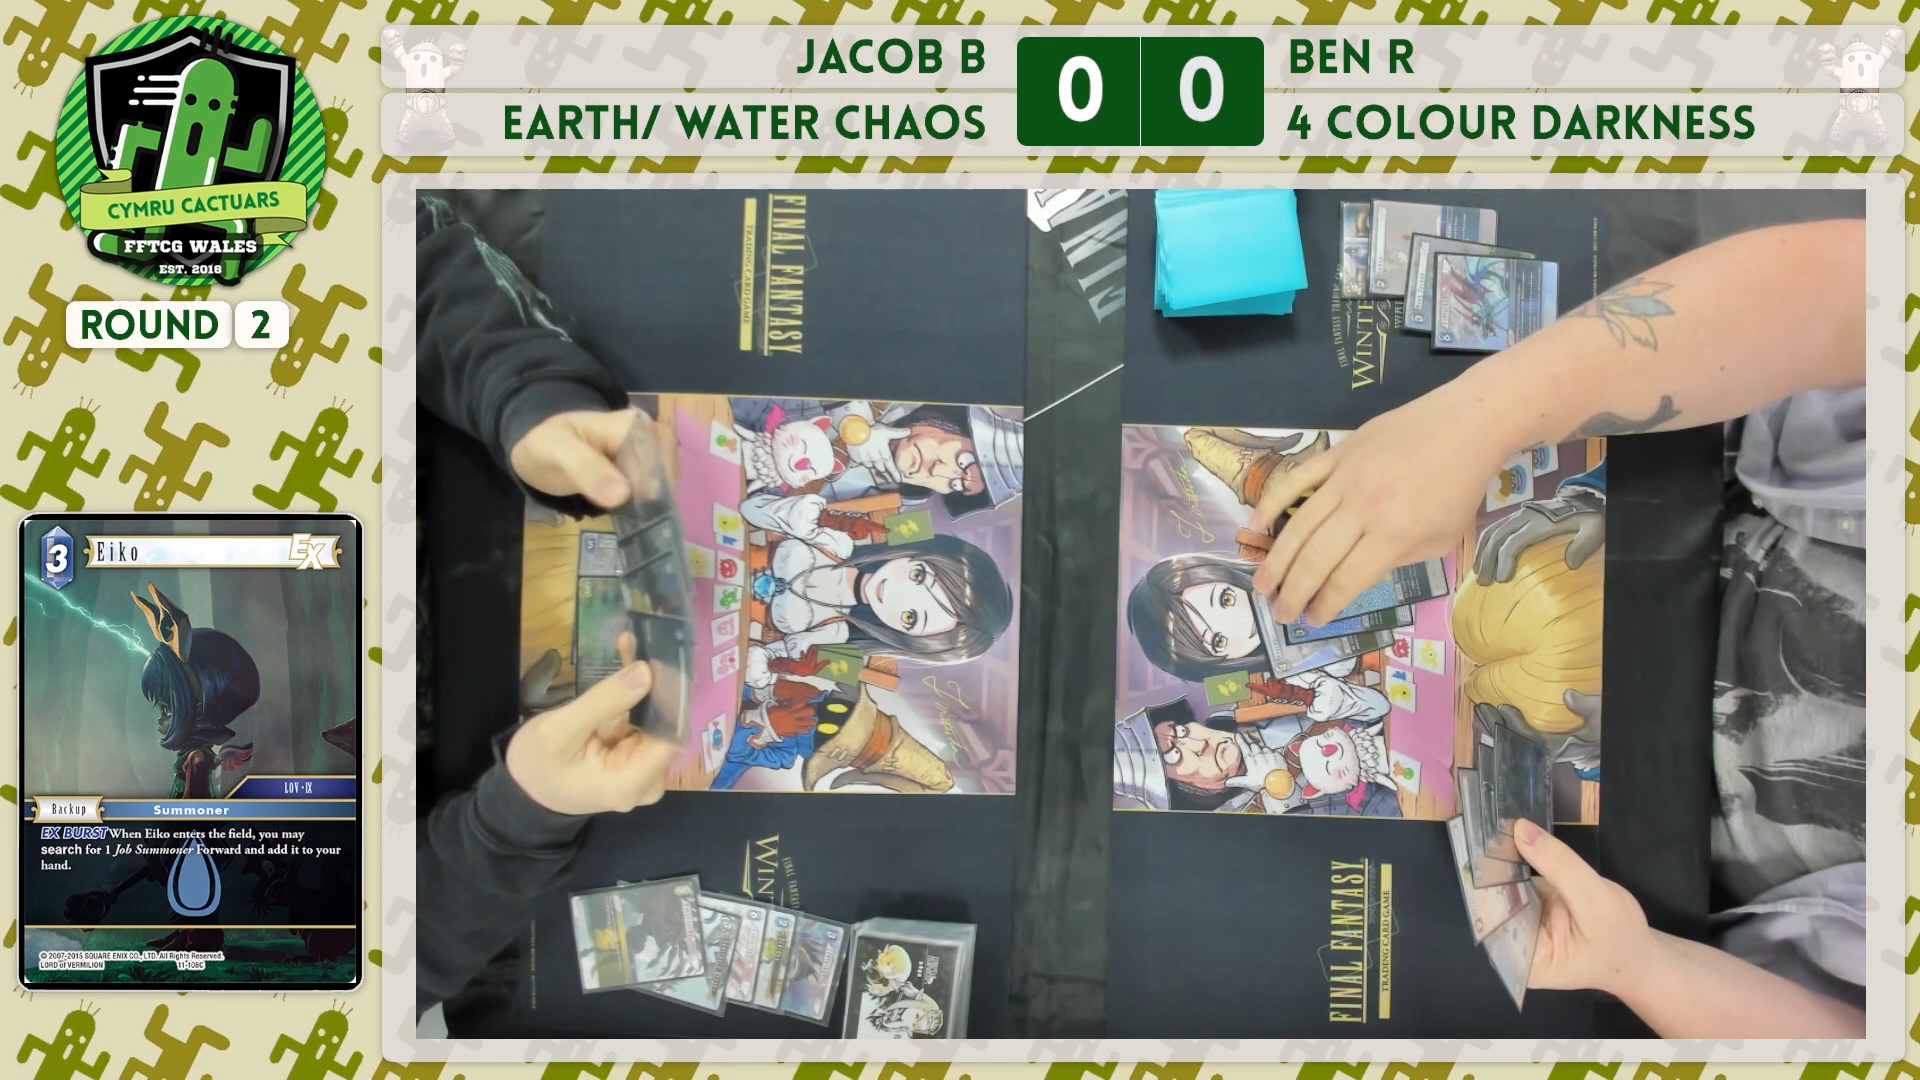 JACOB B
0
0
BEN R
EARTH/ WATER CHAOS
4 COLOUR DARKNESS
CYMRU CACTUARS
FFTCG WALES
EST. 2016
ROUND 2
3
Eiko
EX
LOV · IX
Backup
Summoner
EX BURST When Eiko enters the field, you may
search for 1 Job Summoner Forward and add it to your
hand.
© 2007-2015 SQUARE ENIX CO., LTD. All Rights Reserved.
LORD of VERMILION
11-108C
FINAL FANTASY
TRADING CARD GAME
WINTE
WIN
FINAL FANTASY
TRADING CARD GAME